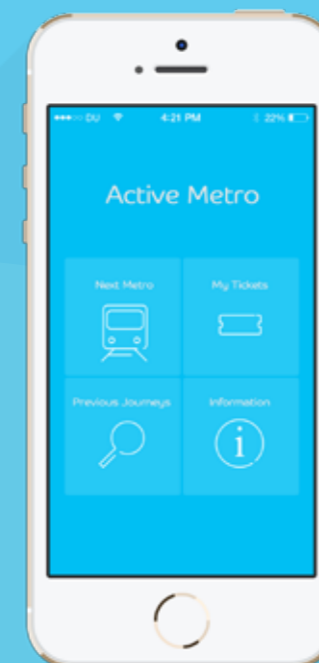 DU 4:21 PM 22%
Active Metro
Next Metro My Tickets
Previous Journeys Information
i